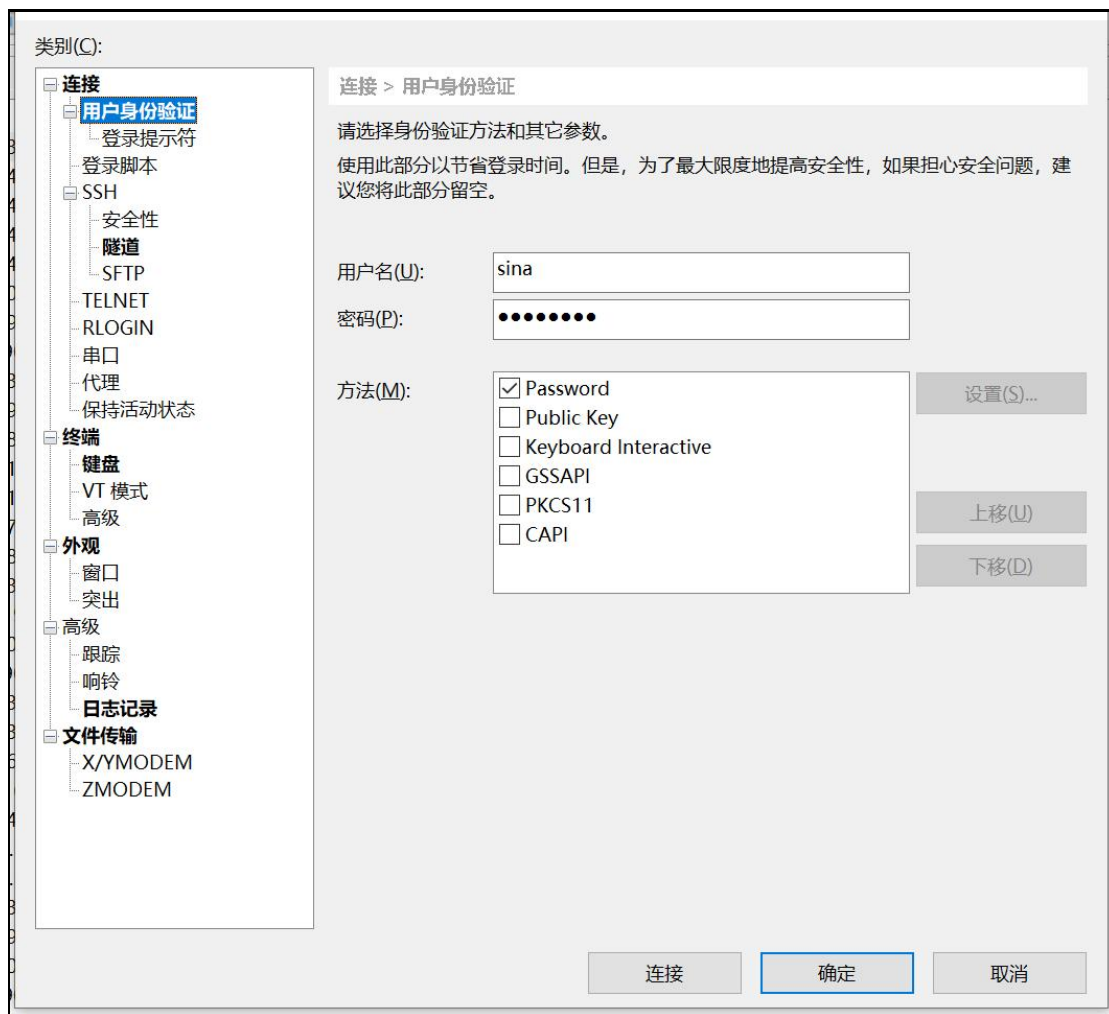 类别(C):
连接
用户身份验证
登录提示符
登录脚本
SSH
安全性
隧道
SFTP
TELNET
RLOGIN
串口
代理
保持活动状态
终端
键盘
VT 模式
高级
外观
窗口
突出
高级
跟踪
响铃
日志记录
文件传输
X/YMODEM
ZMODEM
连接 > 用户身份验证
请选择身份验证方法和其它参数。
使用此部分以节省登录时间。但是，为了最大限度地提高安全性，如果担心安全问题，建
议您将此部分留空。
用户名(U):
sina
密码(P):
●●●●●●●●
方法(M):
Password
Public Key
Keyboard Interactive
GSSAPI
PKCS11
CAPI
设置(S)...
上移(U)
下移(D)
连接
确定
取消